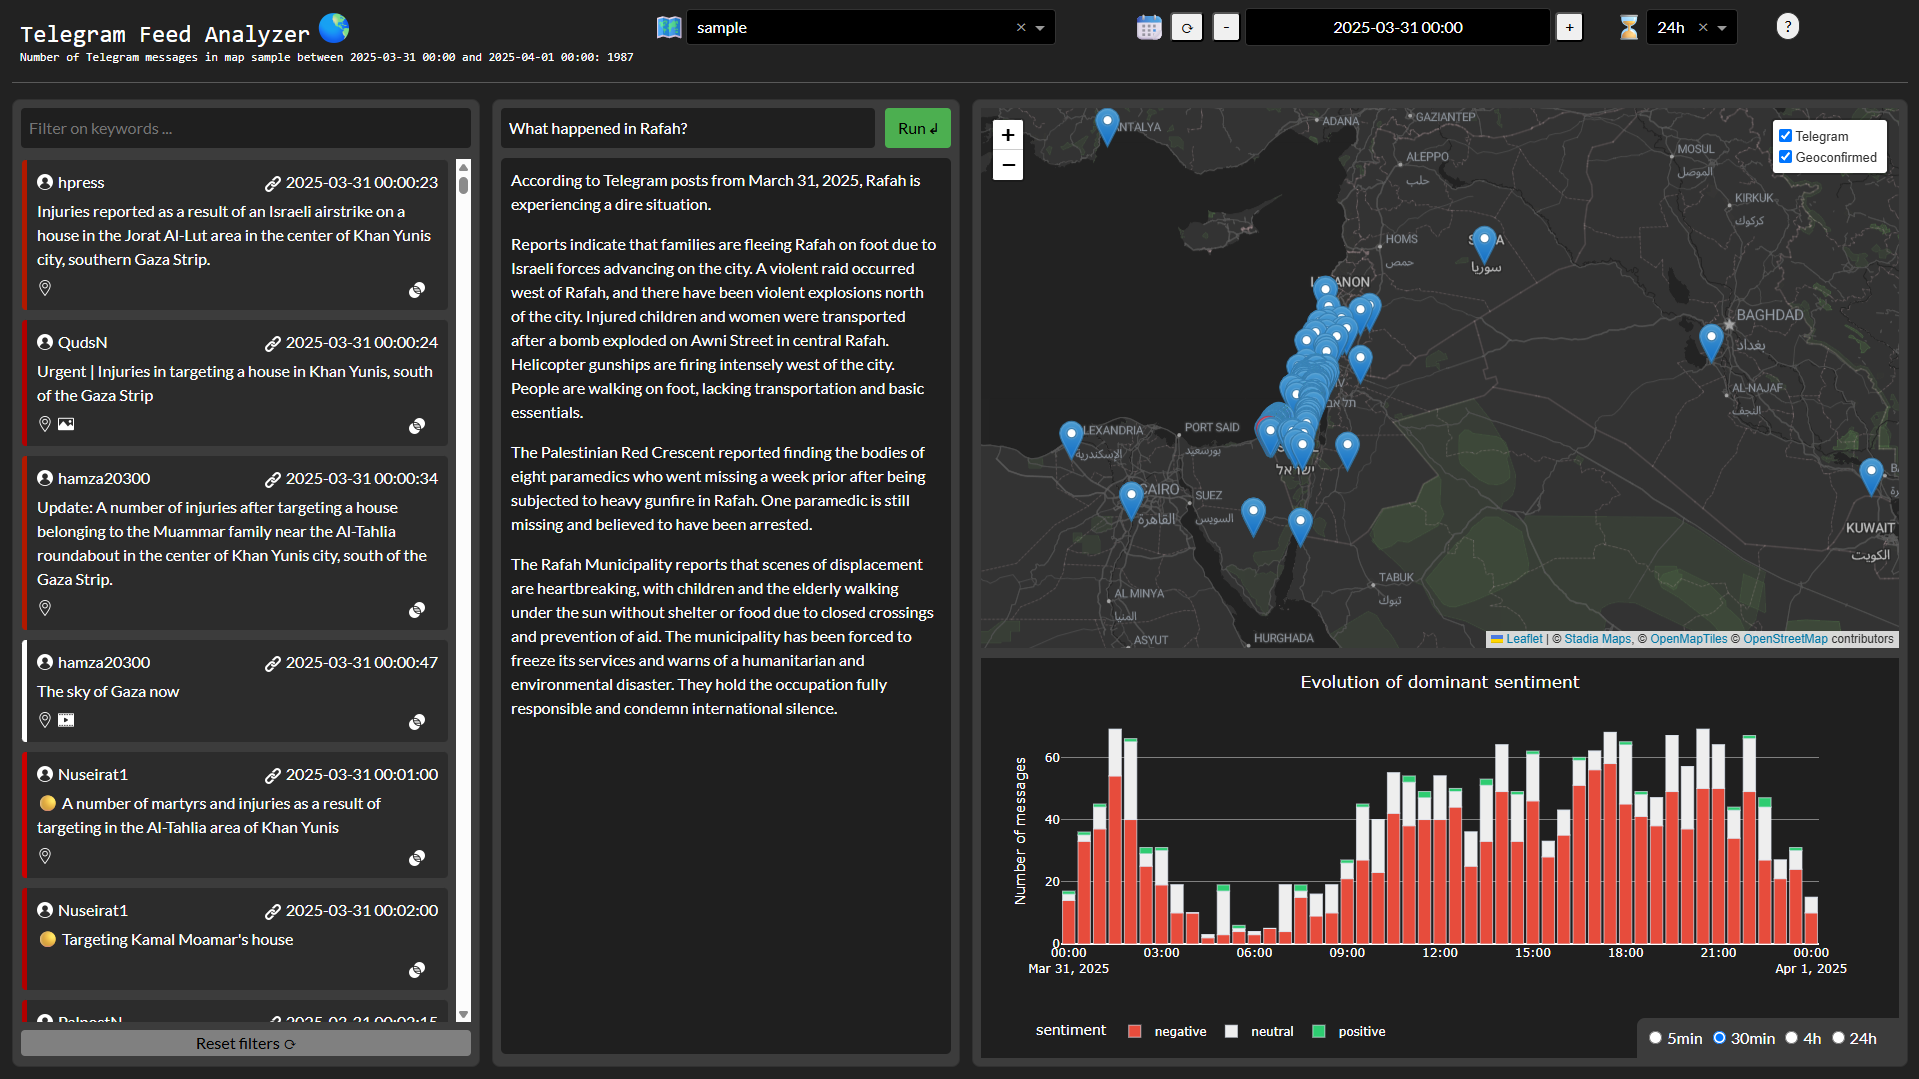 Telegram Feed Analyzer
Number of Telegram messages in map sample between 2025-03-31 00:00 and 2025-04-01 00:00: 1987
sample
-
2025-03-31 00:00
+
24h
?
Filter on keywords ...
hpress 2025-03-31 00:00:23
Injuries reported as a result of an Israeli airstrike on a
house in the Jorat Al-Lut area in the center of Khan Yunis
city, southern Gaza Strip.
QudsN 2025-03-31 00:00:24
Urgent | Injuries in targeting a house in Khan Yunis, south
of the Gaza Strip
hamza20300 2025-03-31 00:00:34
Update: A number of injuries after targeting a house
belonging to the Muammar family near the Al-Tahlia
roundabout in the center of Khan Yunis city, south of the
Gaza Strip.
hamza20300 2025-03-31 00:00:47
The sky of Gaza now
Nuseirat1 2025-03-31 00:01:00
A number of martyrs and injuries as a result of
targeting in the Al-Tahlia area of Khan Yunis
Nuseirat1 2025-03-31 00:02:00
Targeting Kamal Moamar's house
Reset filters ⟳
What happened in Rafah?
Run ↲
According to Telegram posts from March 31, 2025, Rafah is
experiencing a dire situation.
Reports indicate that families are fleeing Rafah on foot due to
Israeli forces advancing on the city. A violent raid occurred
west of Rafah, and there have been violent explosions north
of the city. Injured children and women were transported
after a bomb exploded on Awni Street in central Rafah.
Helicopter gunships are firing intensely west of the city.
People are walking on foot, lacking transportation and basic
essentials.
The Palestinian Red Crescent reported finding the bodies of
eight paramedics who went missing a week prior after being
subjected to heavy gunfire in Rafah. One paramedic is still
missing and believed to have been arrested.
The Rafah Municipality reports that scenes of displacement
are heartbreaking, with children and the elderly walking
under the sun without shelter or food due to closed crossings
and prevention of aid. The municipality has been forced to
freeze its services and warns of a humanitarian and
environmental disaster. They hold the occupation fully
responsible and condemn international silence.
+
−
Telegram
Geoconfirmed
ADANA
GAZIANTEP
ALEPPO
حلب
MOSUL
الموصل
KIRKUK
كركوك
HOMS
حمص
سوريا
BAGHDAD
بغداد
AL-NAJAF
النجف
PORT SAID
بورسعيد
الإسكندرية
ישראל
CAIRO
القاهرة
SUEZ
السويس
KUWAIT
الكويت
TABUK
تبوك
AL MINYA
المنيا
ASYUT
HURGHADA
Leaflet | © Stadia Maps, © OpenMapTiles © OpenStreetMap contributors
Evolution of dominant sentiment
Number of messages
60
40
20
0
00:00 03:00 06:00 09:00 12:00 15:00 18:00 21:00 00:00
Mar 31, 2025 Apr 1, 2025
sentiment negative neutral positive
5min 30min 4h 24h